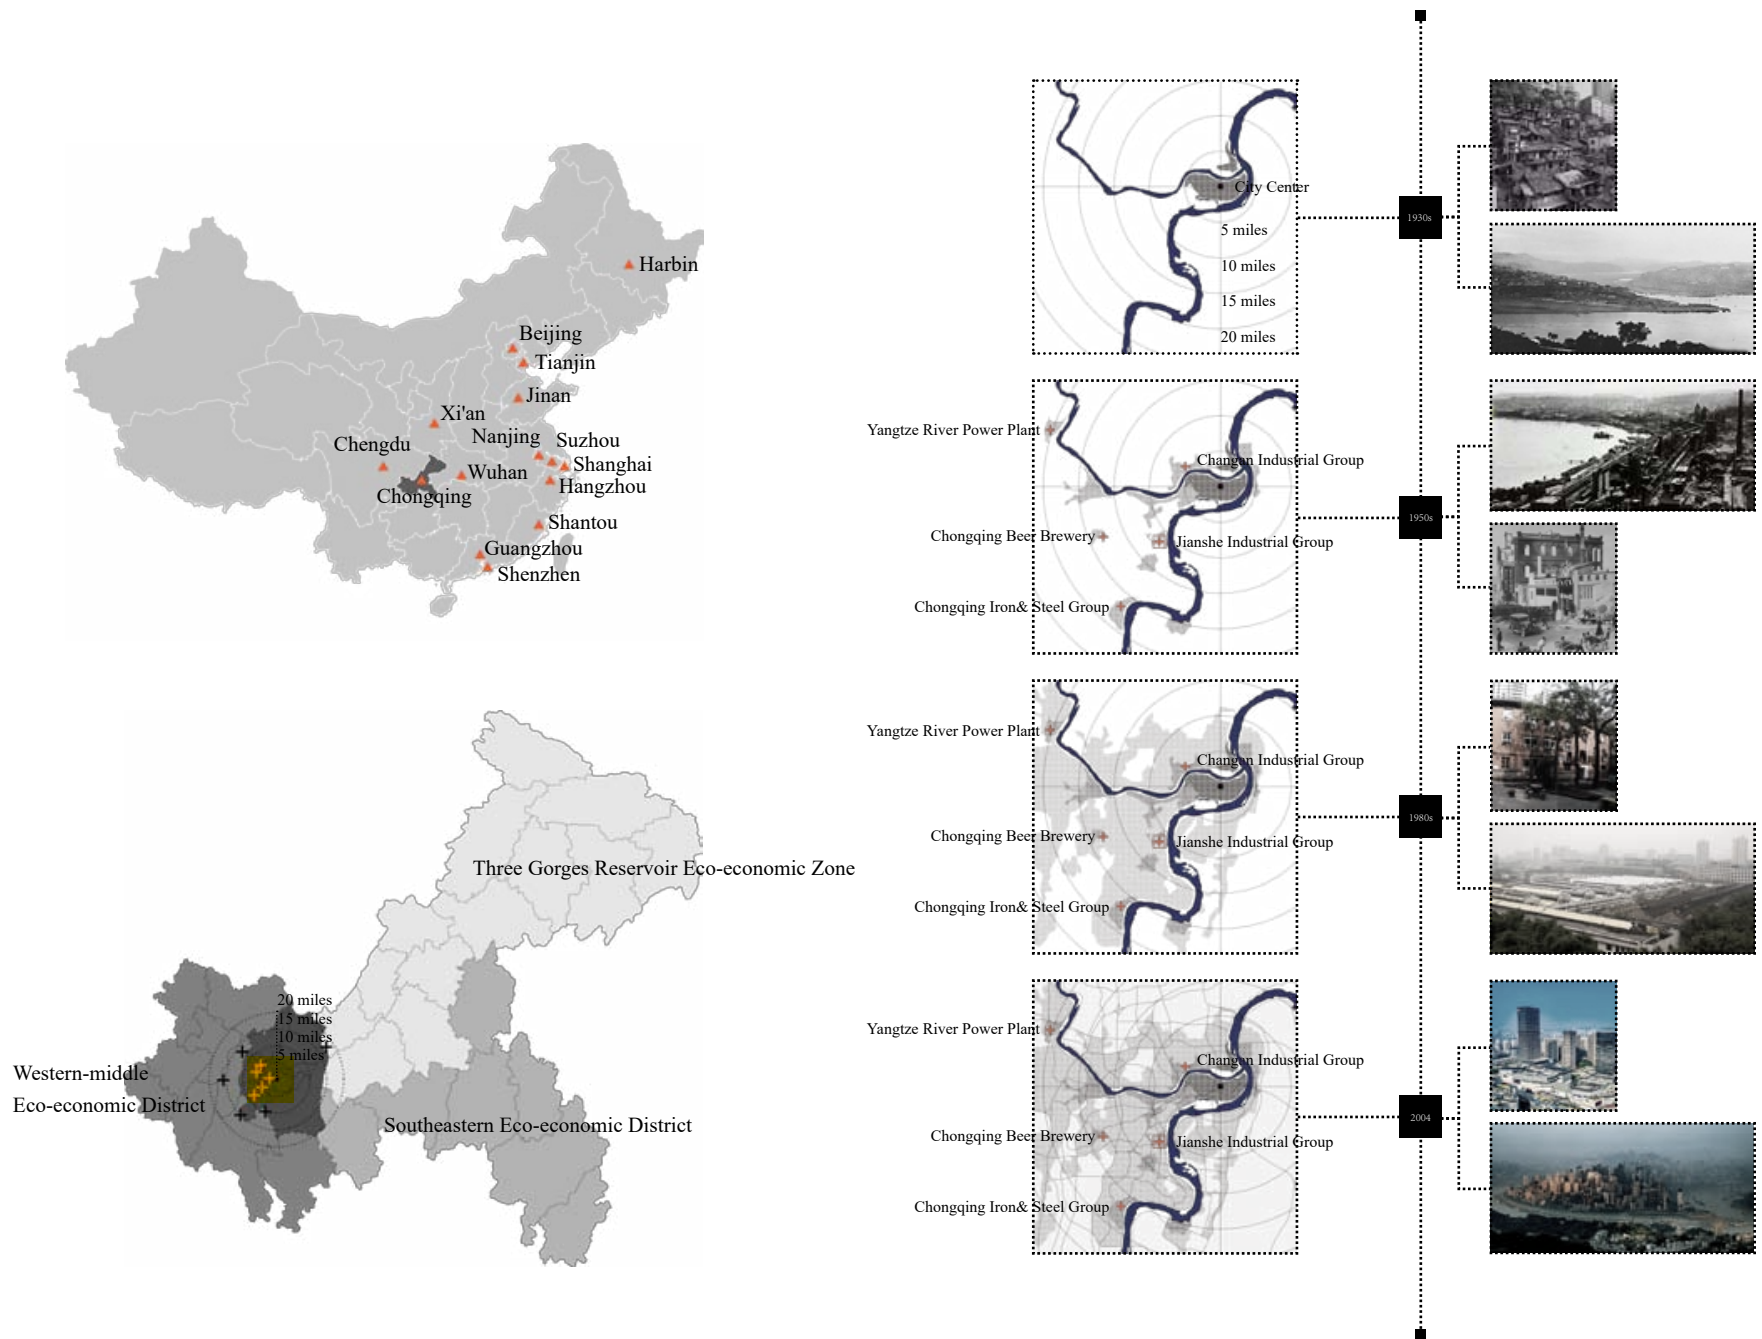 Harbin
Beijing
Tianjin
Jinan
Xi'an
Nanjing
Suzhou
Chengdu
Shanghai
Wuhan
Hangzhou
Chongqing
Shantou
Guangzhou
Shenzhen
Three Gorges Reservoir Eco-economic Zone
20 miles
15 miles
10 miles
5 miles
Western-middle
Eco-economic District
Southeastern Eco-economic District
City Center
5 miles
10 miles
15 miles
20 miles
1930s
Yangtze River Power Plant
Changan Industrial Group
Chongqing Beer Brewery
Jianshe Industrial Group
Chongqing Iron& Steel Group
1950s
Yangtze River Power Plant
Changan Industrial Group
Chongqing Beer Brewery
Jianshe Industrial Group
Chongqing Iron& Steel Group
1980s
Yangtze River Power Plant
Changan Industrial Group
Chongqing Beer Brewery
Jianshe Industrial Group
Chongqing Iron& Steel Group
2004